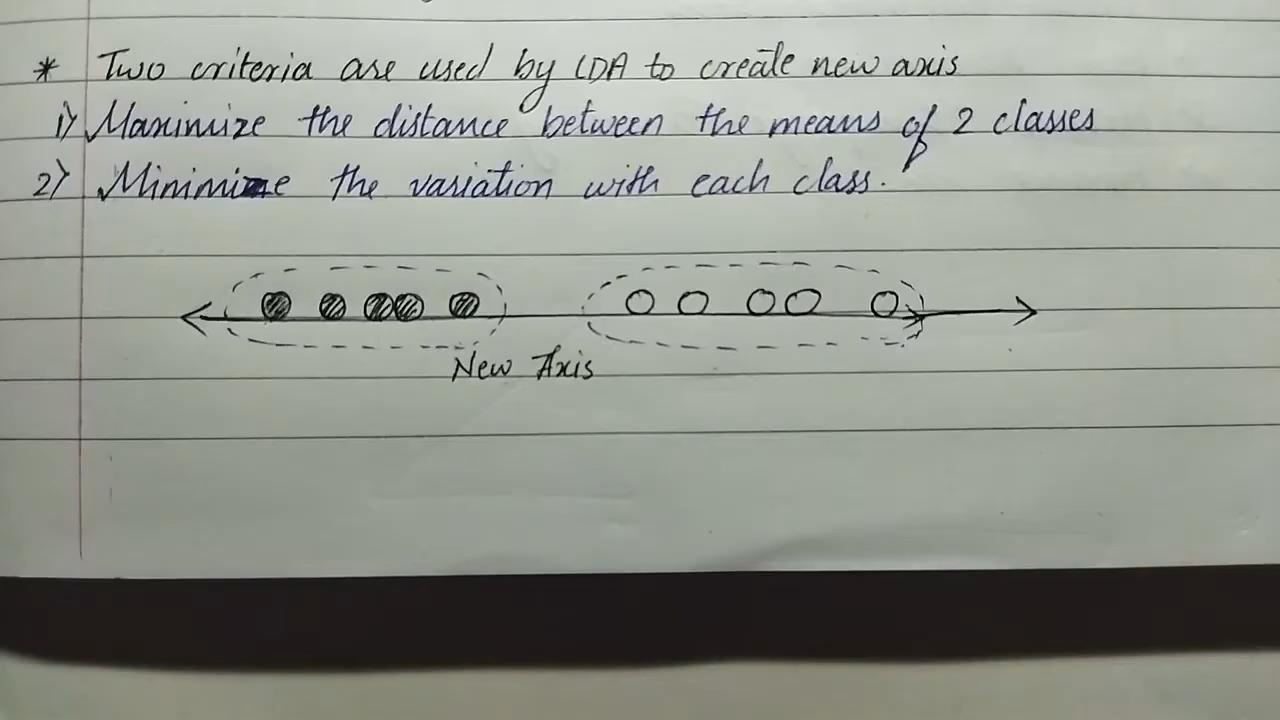 * Two criteria are used by LDA to create new axis
1) Maximize the distance between the means of 2 classes
2) Minimize the variation with each class.
New Axis